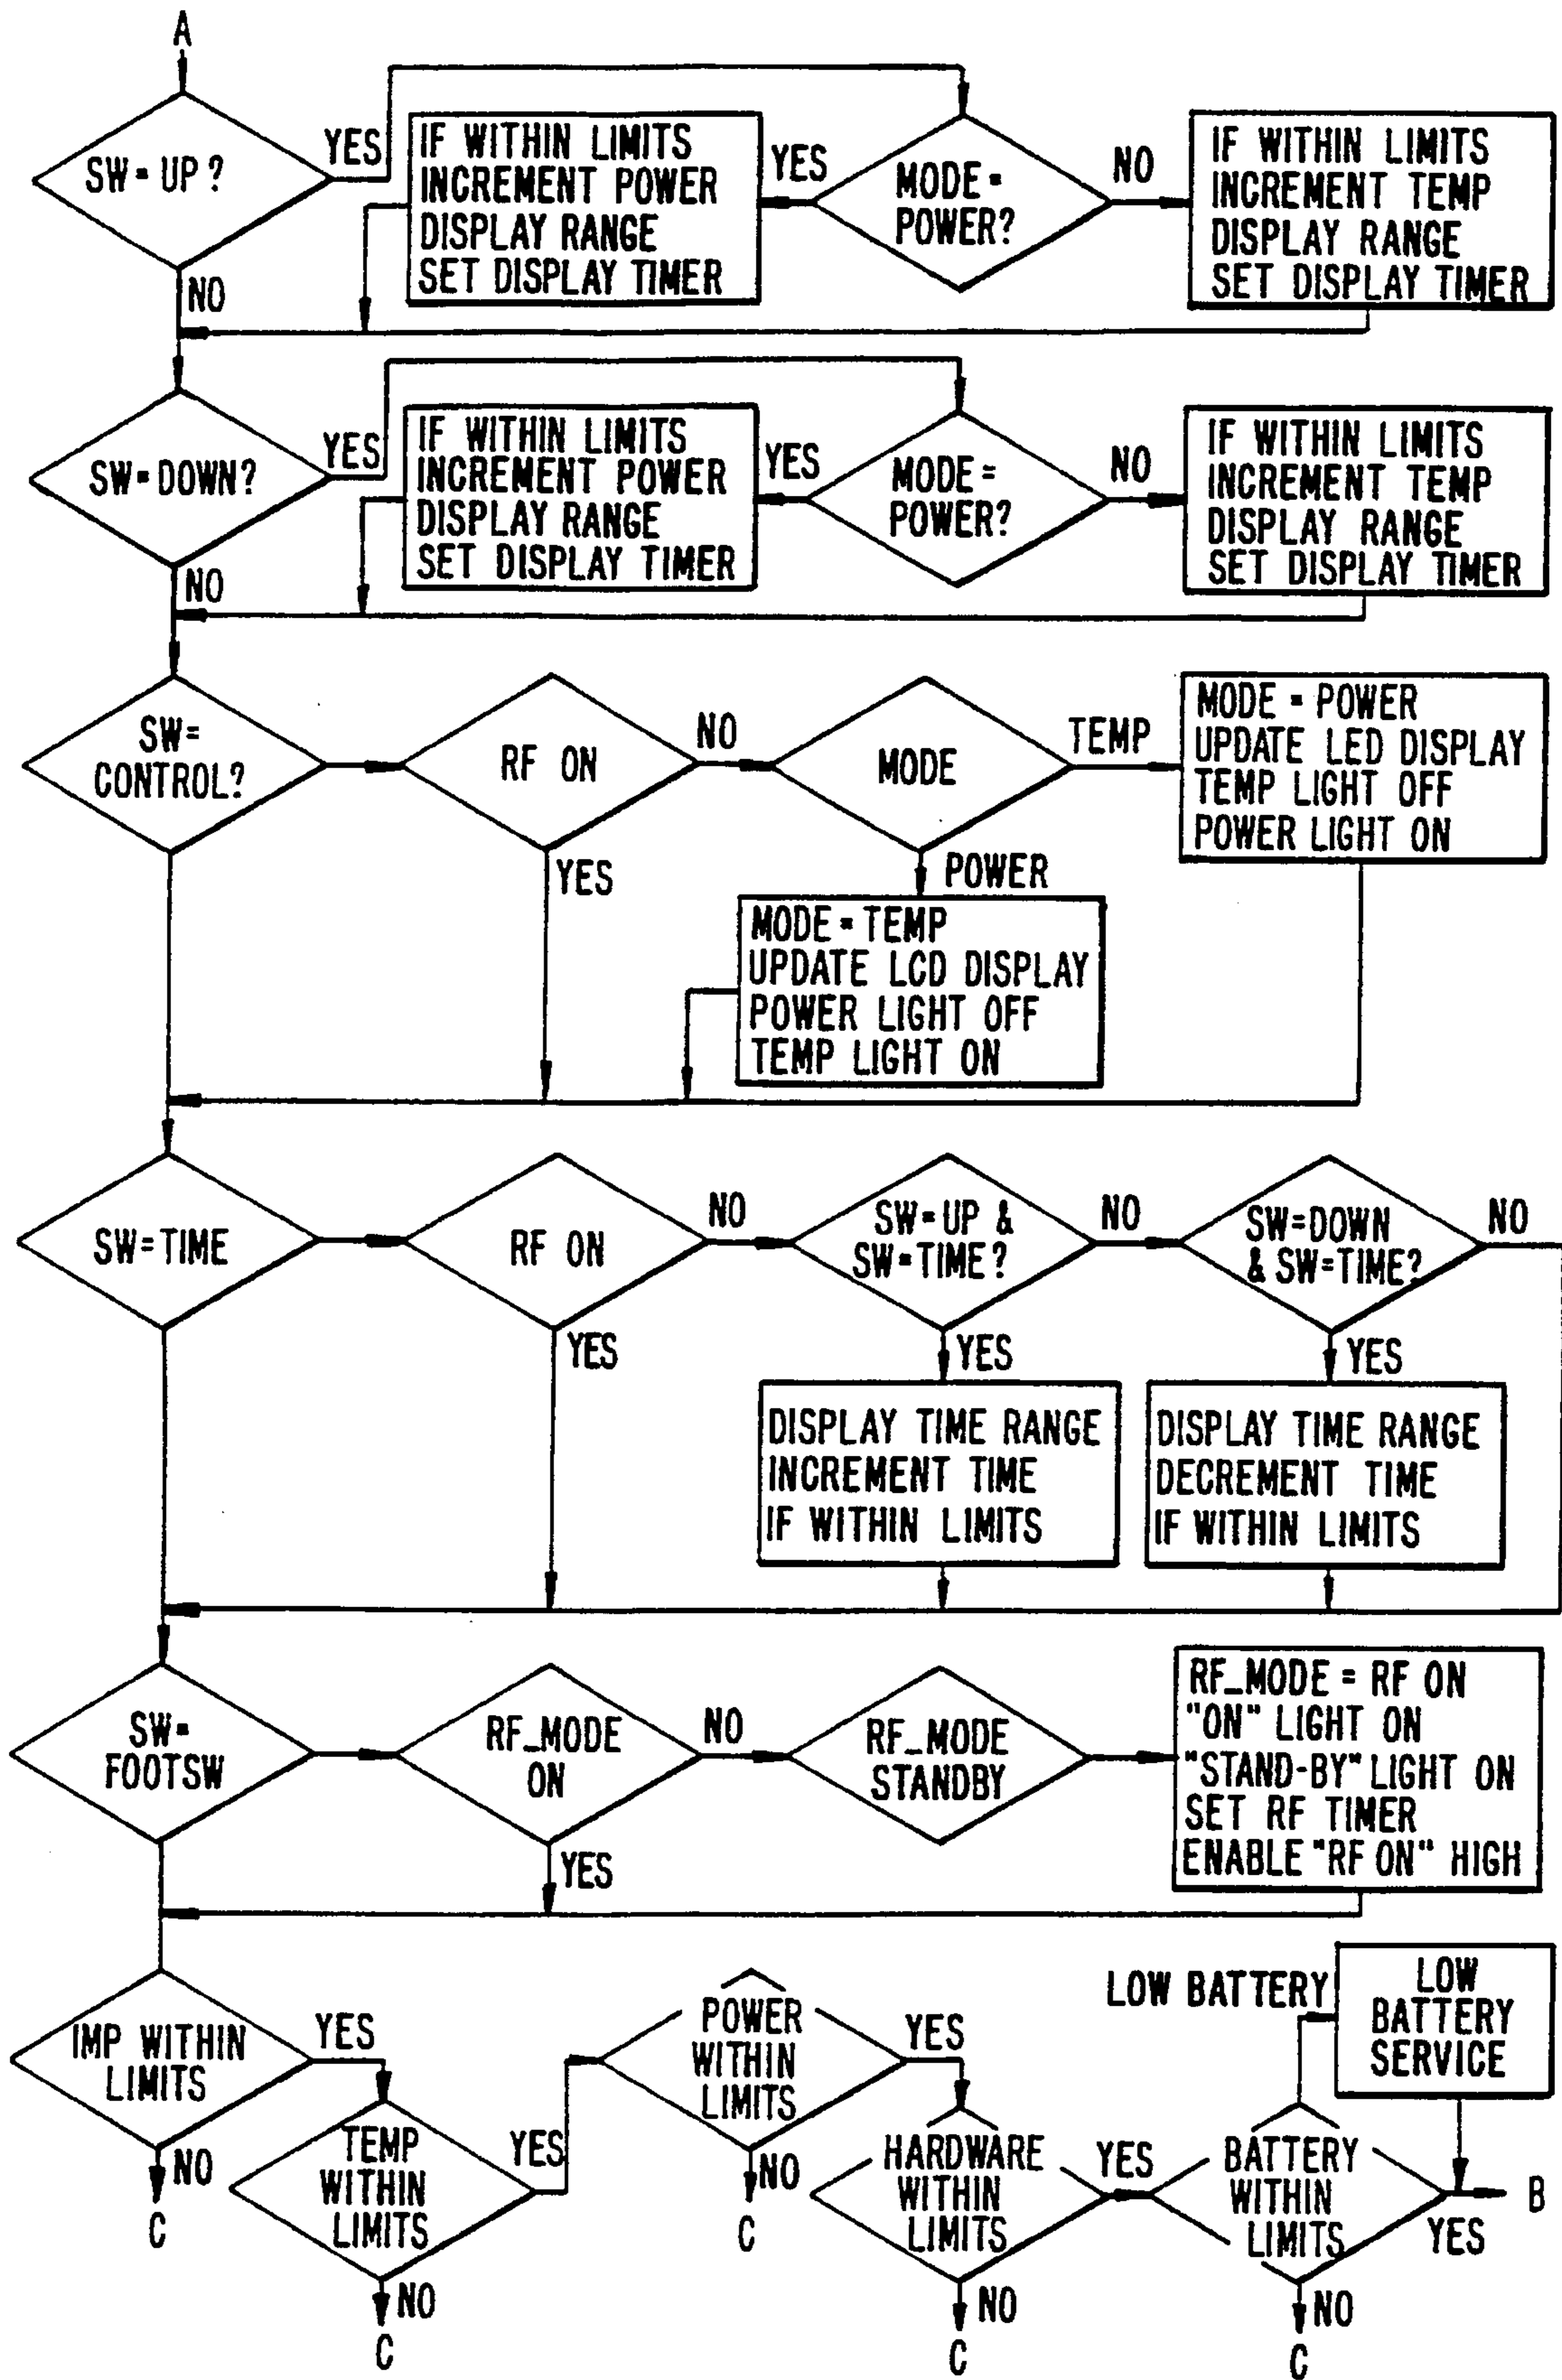 A
SW = UP ?
YES
IF WITHIN LIMITS
INCREMENT POWER
DISPLAY RANGE
SET DISPLAY TIMER
YES
MODE =
POWER?
NO
IF WITHIN LIMITS
INCREMENT TEMP
DISPLAY RANGE
SET DISPLAY TIMER
NO
SW = DOWN?
YES
IF WITHIN LIMITS
INCREMENT POWER
DISPLAY RANGE
SET DISPLAY TIMER
YES
MODE =
POWER?
NO
IF WITHIN LIMITS
INCREMENT TEMP
DISPLAY RANGE
SET DISPLAY TIMER
NO
SW =
CONTROL?
RF ON
NO
MODE
TEMP
MODE = POWER
UPDATE LED DISPLAY
TEMP LIGHT OFF
POWER LIGHT ON
YES
POWER
MODE = TEMP
UPDATE LCD DISPLAY
POWER LIGHT OFF
TEMP LIGHT ON
SW = TIME
RF ON
NO
SW = UP &
SW = TIME?
NO
SW = DOWN
& SW = TIME?
NO
YES
YES
YES
DISPLAY TIME RANGE
INCREMENT TIME
IF WITHIN LIMITS
DISPLAY TIME RANGE
DECREMENT TIME
IF WITHIN LIMITS
SW =
FOOTSW
RF_MODE
ON
NO
RF_MODE
STANDBY
RF_MODE = RF ON
"ON" LIGHT ON
"STAND-BY" LIGHT ON
SET RF TIMER
ENABLE "RF ON" HIGH
YES
IMP WITHIN
LIMITS
YES
NO
C
TEMP
WITHIN
LIMITS
YES
NO
C
POWER
WITHIN
LIMITS
YES
NO
C
HARDWARE
WITHIN
LIMITS
YES
NO
C
BATTERY
WITHIN
LIMITS
LOW BATTERY
LOW
BATTERY
SERVICE
YES
B
NO
C